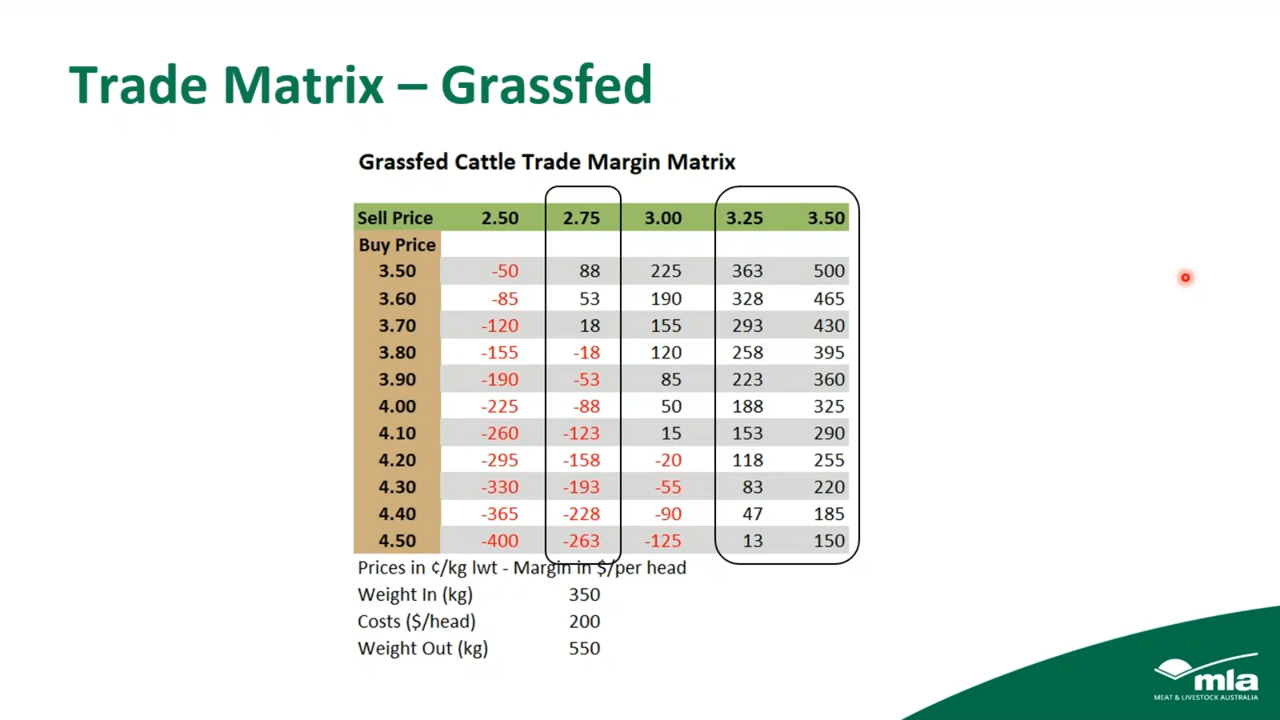 Trade Matrix – Grassfed
Grassfed Cattle Trade Margin Matrix
Sell Price 2.50 2.75 3.00 3.25 3.50
Buy Price
3.50 -50 88 225 363 500
3.60 -85 53 190 328 465
3.70 -120 18 155 293 430
3.80 -155 -18 120 258 395
3.90 -190 -53 85 223 360
4.00 -225 -88 50 188 325
4.10 -260 -123 15 153 290
4.20 -295 -158 -20 118 255
4.30 -330 -193 -55 83 220
4.40 -365 -228 -90 47 185
4.50 -400 -263 -125 13 150
Prices in ¢/kg lwt - Margin in $/per head
Weight In (kg) 350
Costs ($/head) 200
Weight Out (kg) 550
mla
MEAT & LIVESTOCK AUSTRALIA